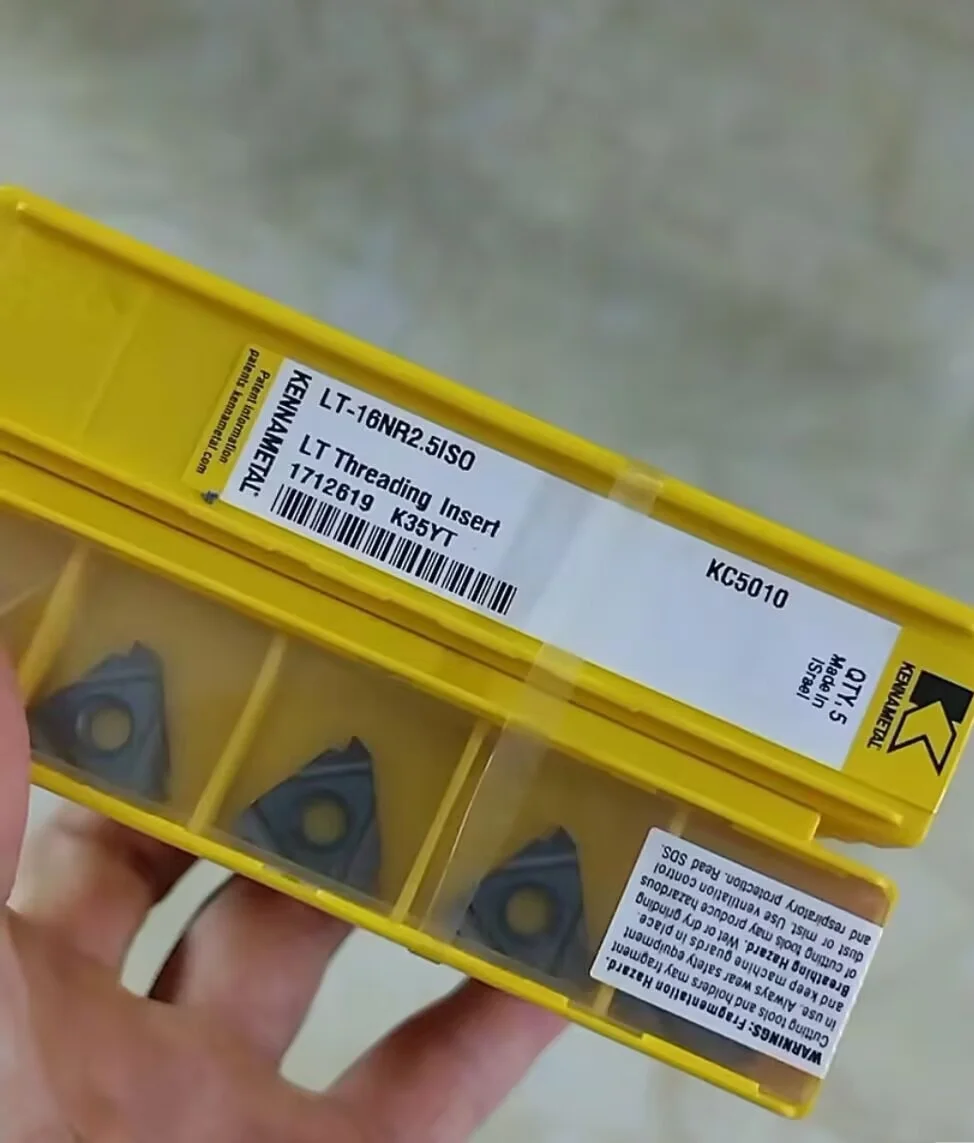 Patent information
patents kennametal.com
KENNAMETAL
LT-16NR2.5ISO
LT Threading Insert
1712619 K35YT
KC5010
QTY. 5
Made in
ISrael
KENNAMETAL
WARNINGS: Fragmentation Hazard.
Cutting tools and holders may fragment
in use. Always wear safety equipment
and keep machine guards in place.
Breathing Hazard. Wet or dry grinding
of cutting tools may produce hazardous
dust or mist. Use ventilation control
and respiratory protection. Read SDS.